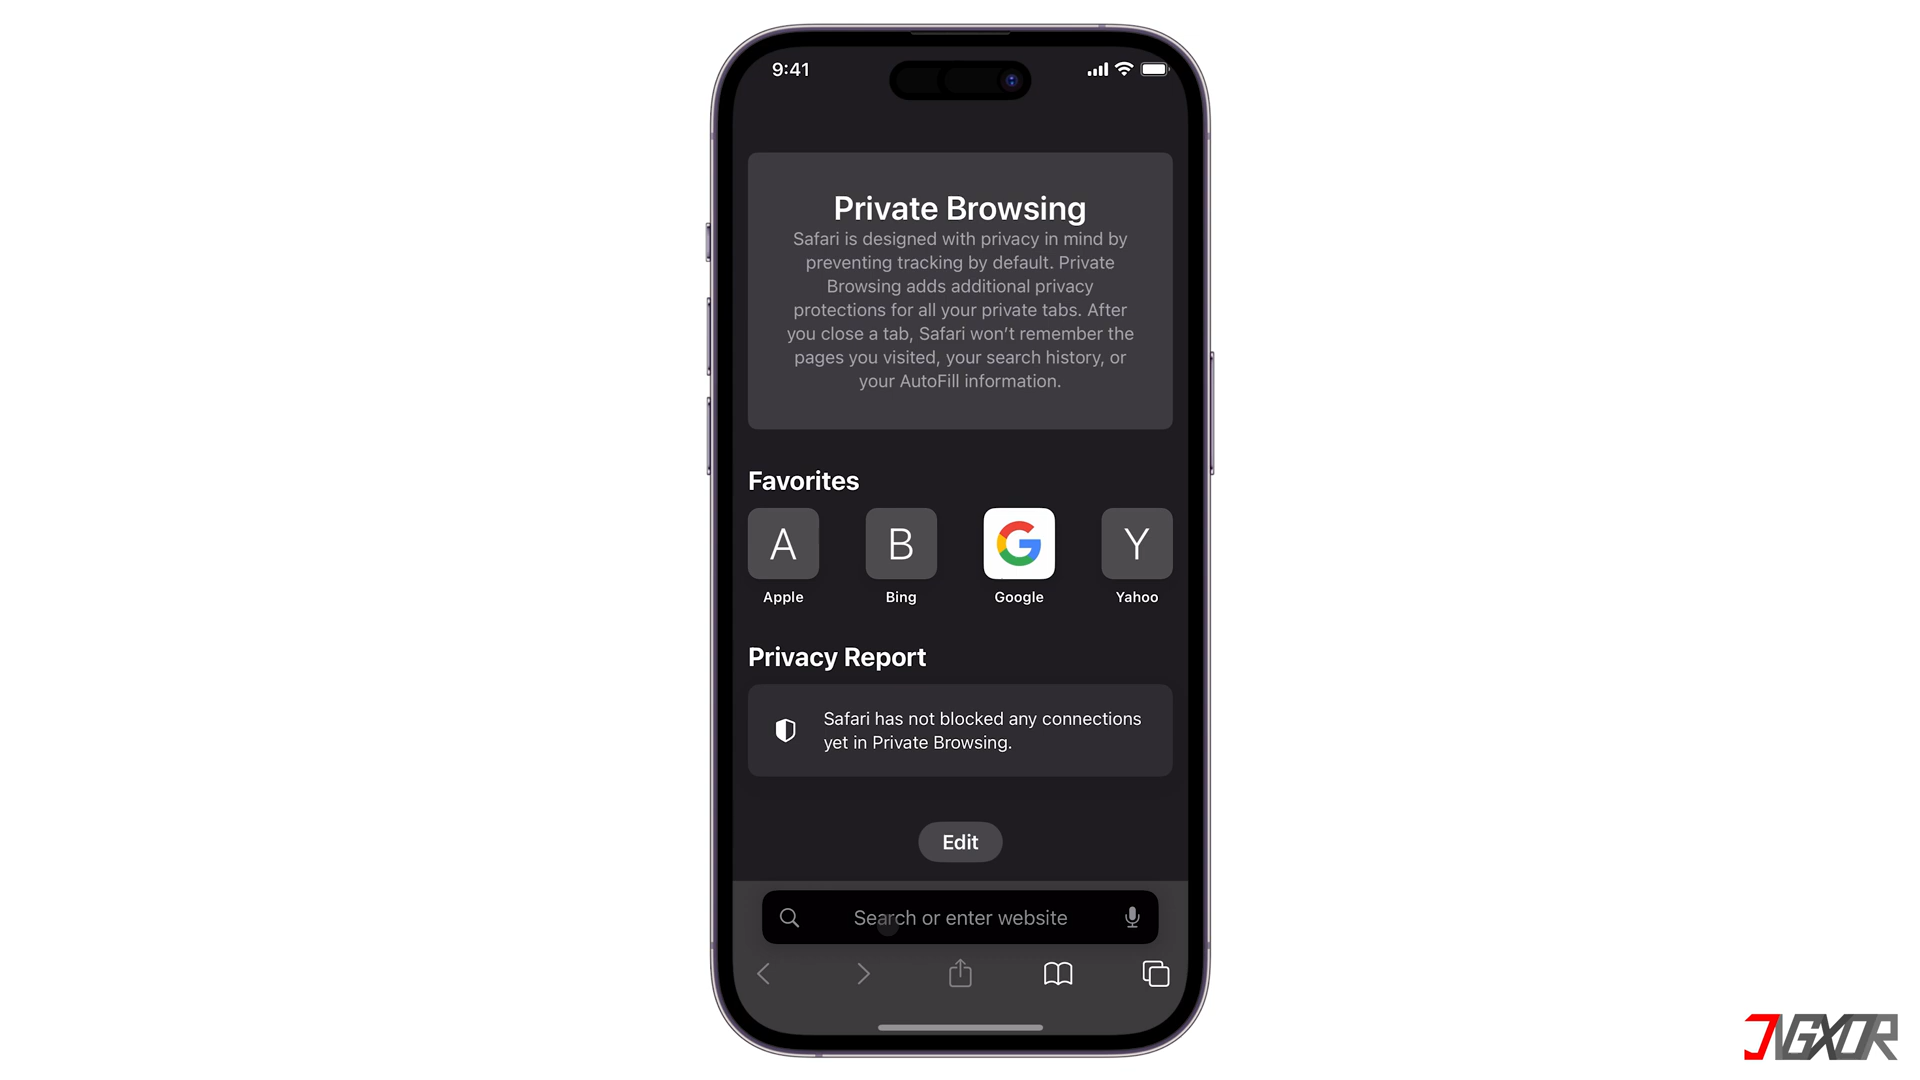 9:41
Private Browsing
Safari is designed with privacy in mind by
preventing tracking by default. Private
Browsing adds additional privacy
protections for all your private tabs. After
you close a tab, Safari won't remember the
pages you visited, your search history, or
your AutoFill information.
Favorites
A
B
G
Y
Apple
Bing
Google
Yahoo
Privacy Report
Safari has not blocked any connections
yet in Private Browsing.
Edit
Search or enter website
JIGXOR